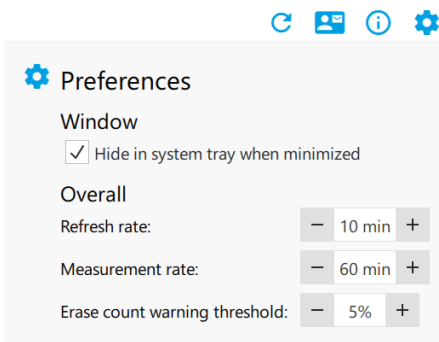 Preferences
Window
Hide in system tray when minimized
Overall
Refresh rate: − 10 min +
Measurement rate: − 60 min +
Erase count warning threshold: − 5% +